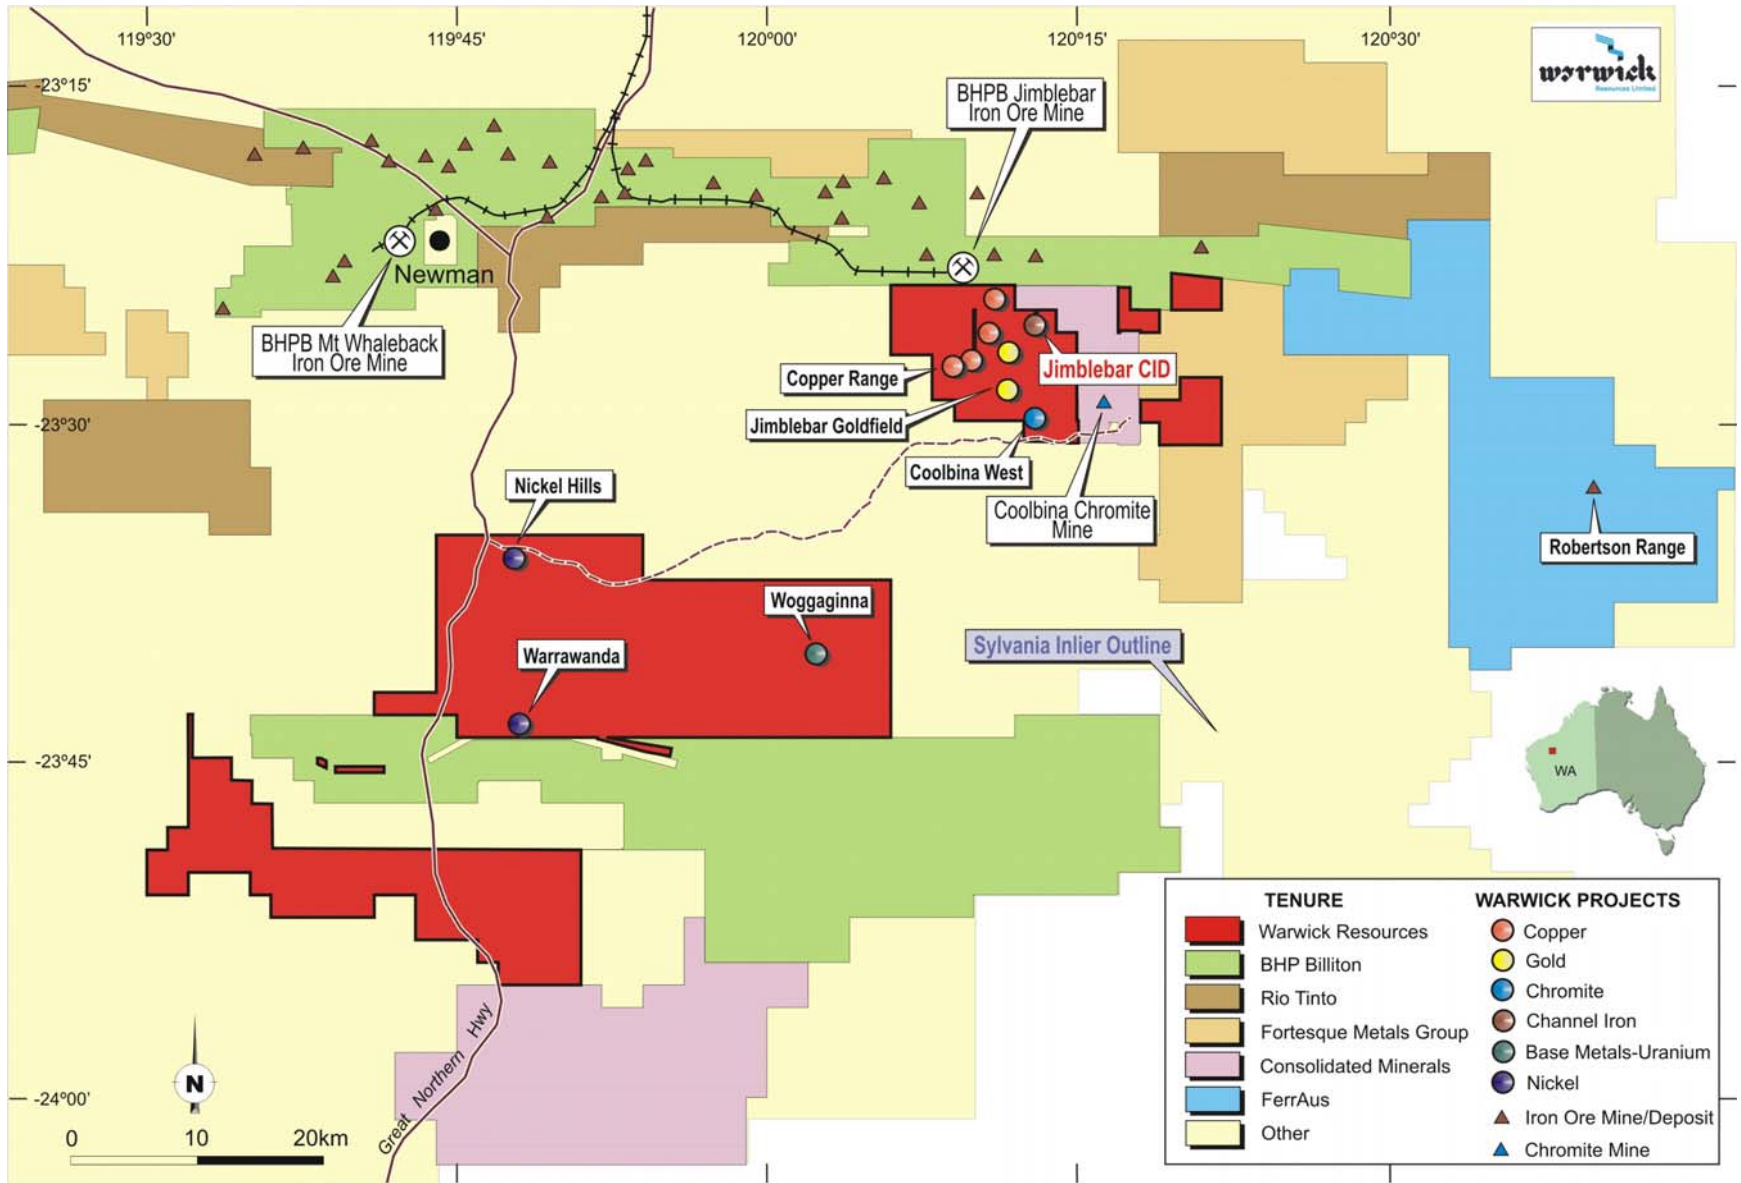 119°30'
119°45'
120°00'
120°15'
120°30'
-23°15'
-23°30'
-23°45'
-24°00'
warwick
Resources Limited
BHPB Jimblebar
Iron Ore Mine
Newman
BHPB Mt Whaleback
Iron Ore Mine
Copper Range
Jimblebar CID
Jimblebar Goldfield
Coolbina West
Coolbina Chromite
Mine
Nickel Hills
Robertson Range
Woggaginna
Warrawanda
Sylvania Inlier Outline
WA
Great Northern Hwy
N
0 10 20km
TENURE
Warwick Resources
BHP Billiton
Rio Tinto
Fortesque Metals Group
Consolidated Minerals
FerrAus
Other
WARWICK PROJECTS
Copper
Gold
Chromite
Channel Iron
Base Metals-Uranium
Nickel
Iron Ore Mine/Deposit
Chromite Mine